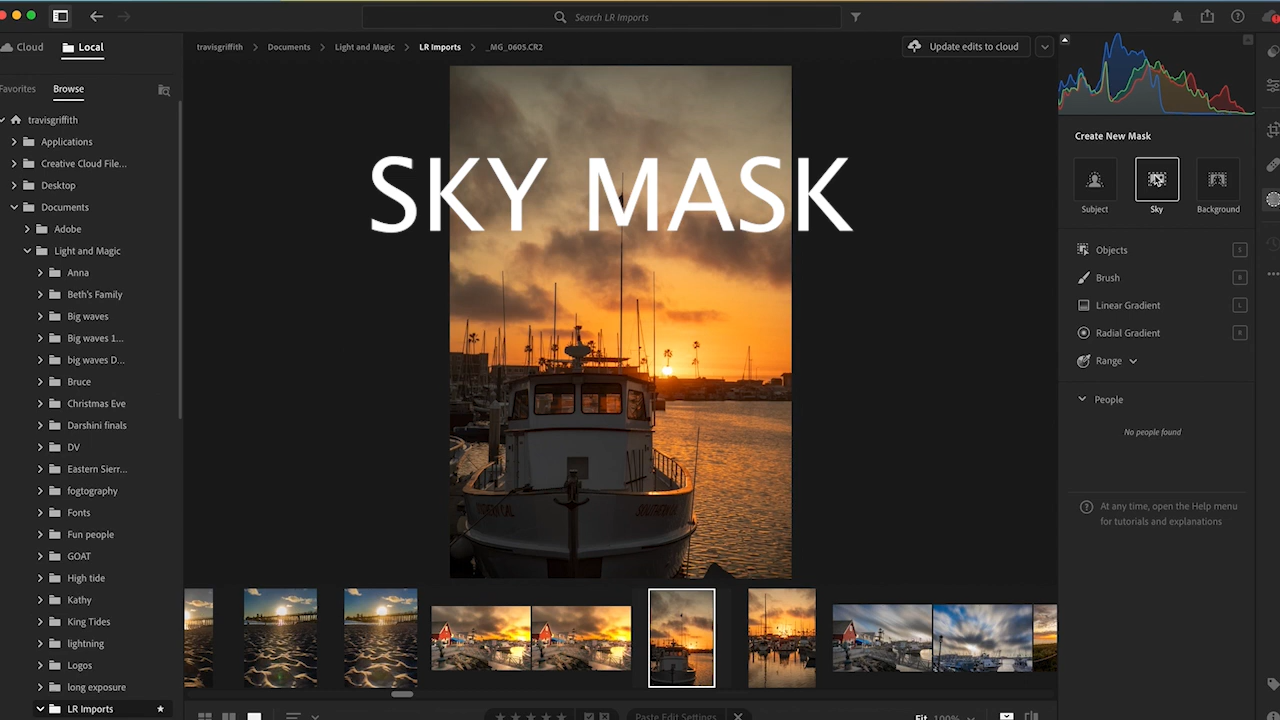 Search LR Imports
Cloud
Local
travisgriffith
Documents
Light and Magic
LR Imports
_MG_0605.CR2
Update edits to cloud
Favorites
Browse
travisgriffith
Applications
Creative Cloud File...
Desktop
Documents
Adobe
Light and Magic
Anna
Beth's Family
Big waves
Big waves 1...
big waves D...
Bruce
Christmas Eve
Darshini finals
DV
Eastern Sierr...
fogtography
Fonts
Fun people
GOAT
High tide
Kathy
King Tides
lightning
Logos
long exposure
LR Imports
SKY MASK
Create New Mask
Subject
Sky
Background
Objects
S
Brush
B
Linear Gradient
L
Radial Gradient
R
Range
People
No people found
At any time, open the Help menu
for tutorials and explanations
Paste Edit Settings
Fit
100%